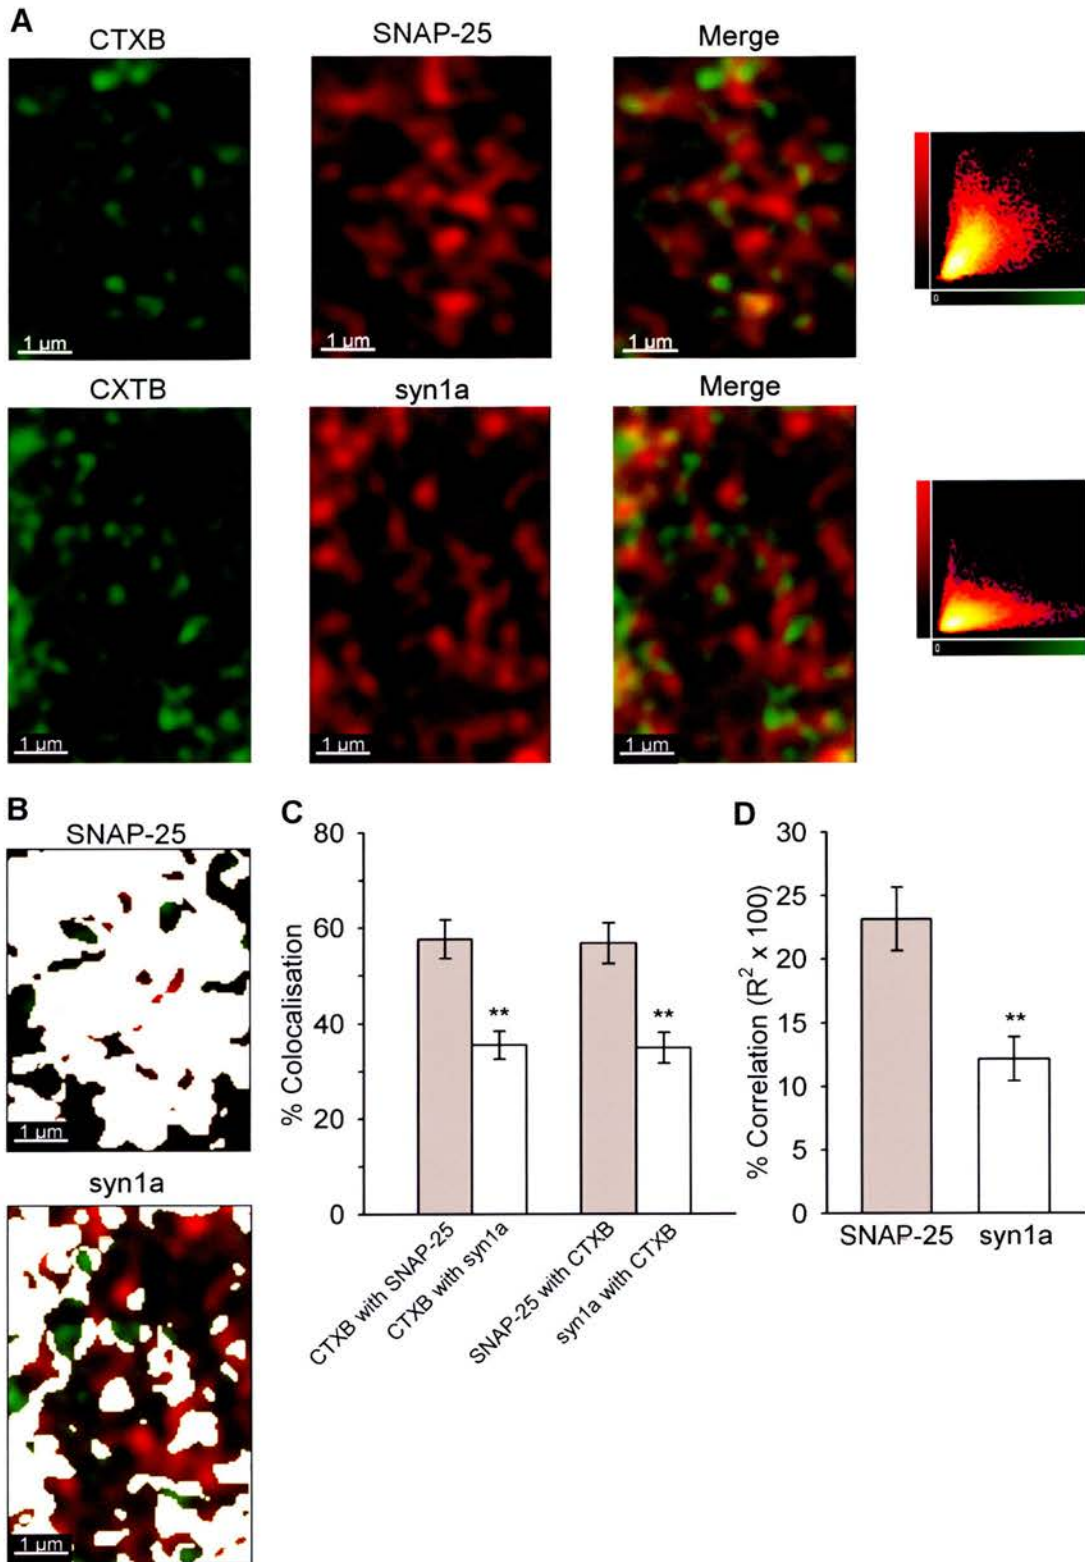 A
CTXB
SNAP-25
Merge
1 µm
1 µm
1 µm
0
CXTB
syn1a
Merge
1 µm
1 µm
1 µm
0
B
SNAP-25
1 µm
syn1a
1 µm
C
% Colocalisation
80
60
40
20
0
**
**
CTXB with SNAP-25
CTXB with syn1a
SNAP-25 with CTXB
syn1a with CTXB
D
% Correlation (R² x 100)
30
25
20
15
10
5
0
**
SNAP-25
syn1a